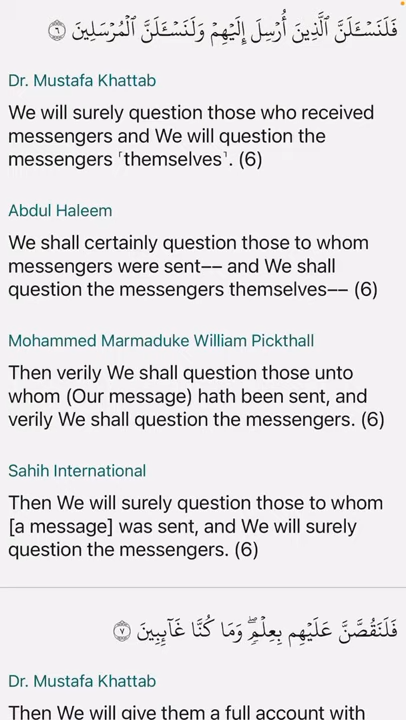 فَلَنَسْـَٔلَنَّ ٱلَّذِينَ أُرْسِلَ إِلَيْهِمْ وَلَنَسْـَٔلَنَّ ٱلْمُرْسَلِينَ ٦
Dr. Mustafa Khattab
We will surely question those who received
messengers and We will question the
messengers ˹themselves˺. (6)
Abdul Haleem
We shall certainly question those to whom
messengers were sent–– and We shall
question the messengers themselves–– (6)
Mohammed Marmaduke William Pickthall
Then verily We shall question those unto
whom (Our message) hath been sent, and
verily We shall question the messengers. (6)
Sahih International
Then We will surely question those to whom
[a message] was sent, and We will surely
question the messengers. (6)
فَلَنَقُصَّنَّ عَلَيْهِم بِعِلْمٍۢ ۖ وَمَا كُنَّا غَآئِبِينَ ٧
Dr. Mustafa Khattab
Then We will give them a full account with